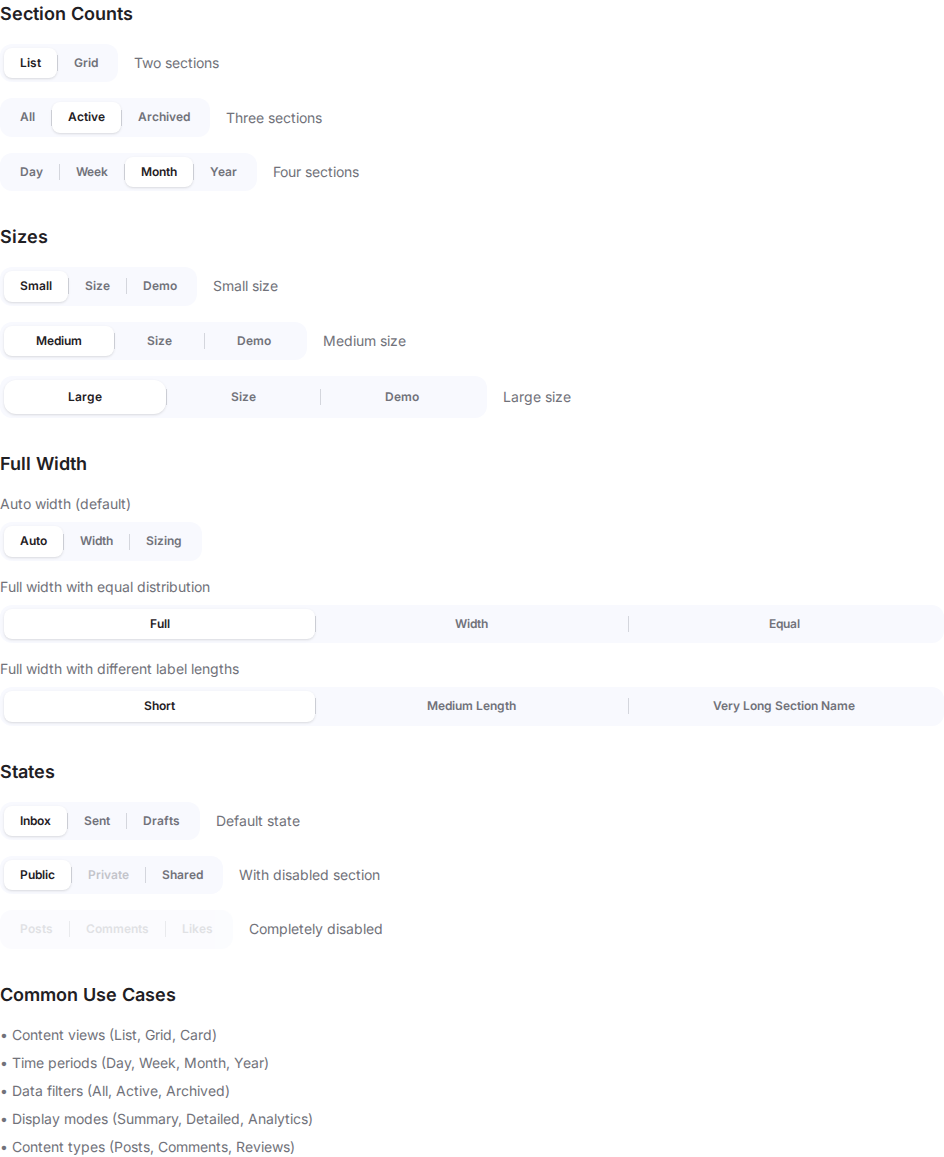 Section Counts
List Grid Two sections
All Active Archived Three sections
Day Week Month Year Four sections
Sizes
Small Size Demo Small size
Medium Size Demo Medium size
Large Size Demo Large size
Full Width
Auto width (default)
Auto Width Sizing
Full width with equal distribution
Full Width Equal
Full width with different label lengths
Short Medium Length Very Long Section Name
States
Inbox Sent Drafts Default state
Public Private Shared With disabled section
Posts Comments Likes Completely disabled
Common Use Cases
• Content views (List, Grid, Card)
• Time periods (Day, Week, Month, Year)
• Data filters (All, Active, Archived)
• Display modes (Summary, Detailed, Analytics)
• Content types (Posts, Comments, Reviews)